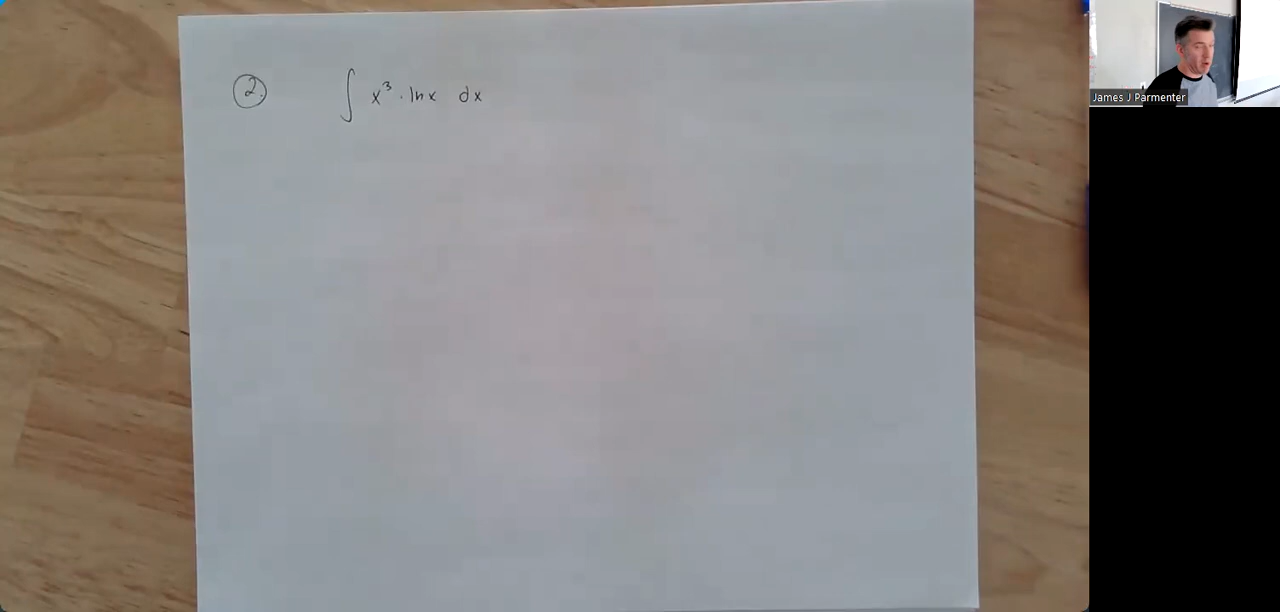 ② ∫ x³ · ln x dx
James J Parmenter